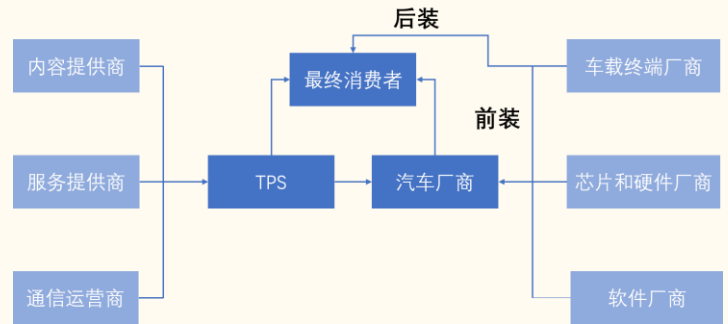 后装
内容提供商
最终消费者
车载终端厂商
前装
服务提供商
TPS
汽车厂商
芯片和硬件厂商
通信运营商
软件厂商